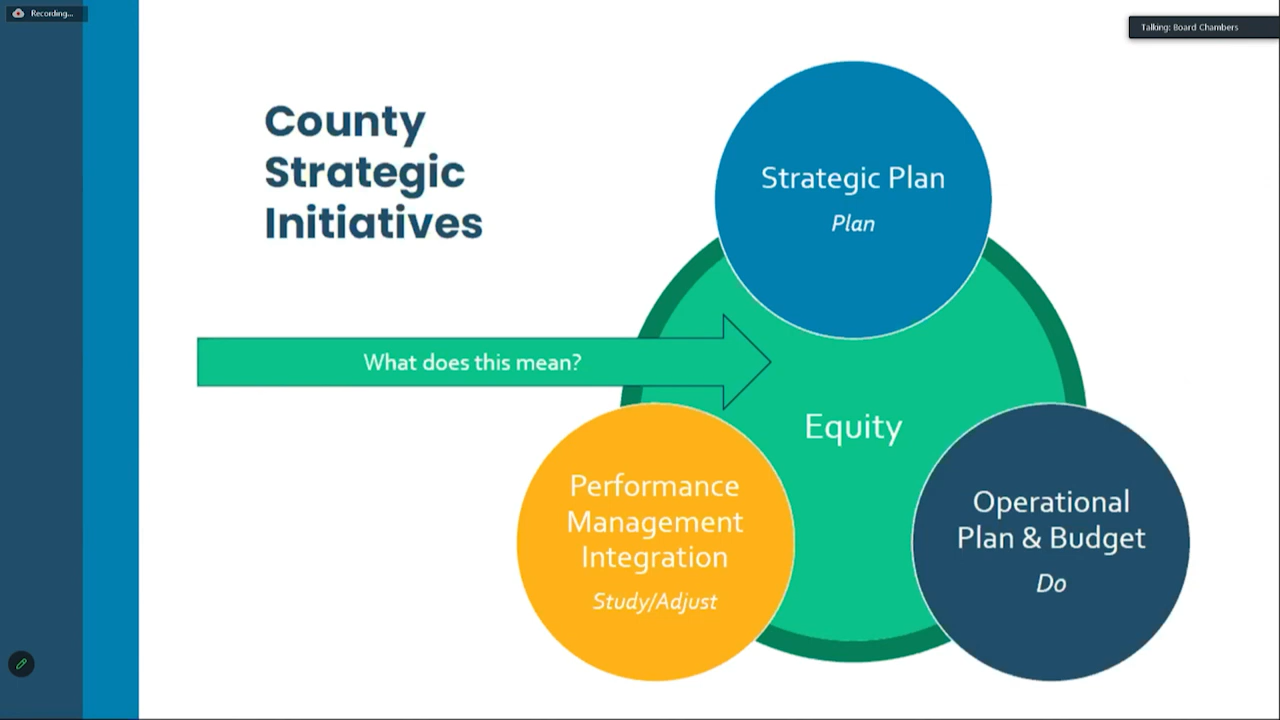 Recording...
Talking: Board Chambers
County
Strategic
Initiatives
Strategic Plan
Plan
What does this mean?
Equity
Performance
Management
Integration
Study/Adjust
Operational
Plan & Budget
Do